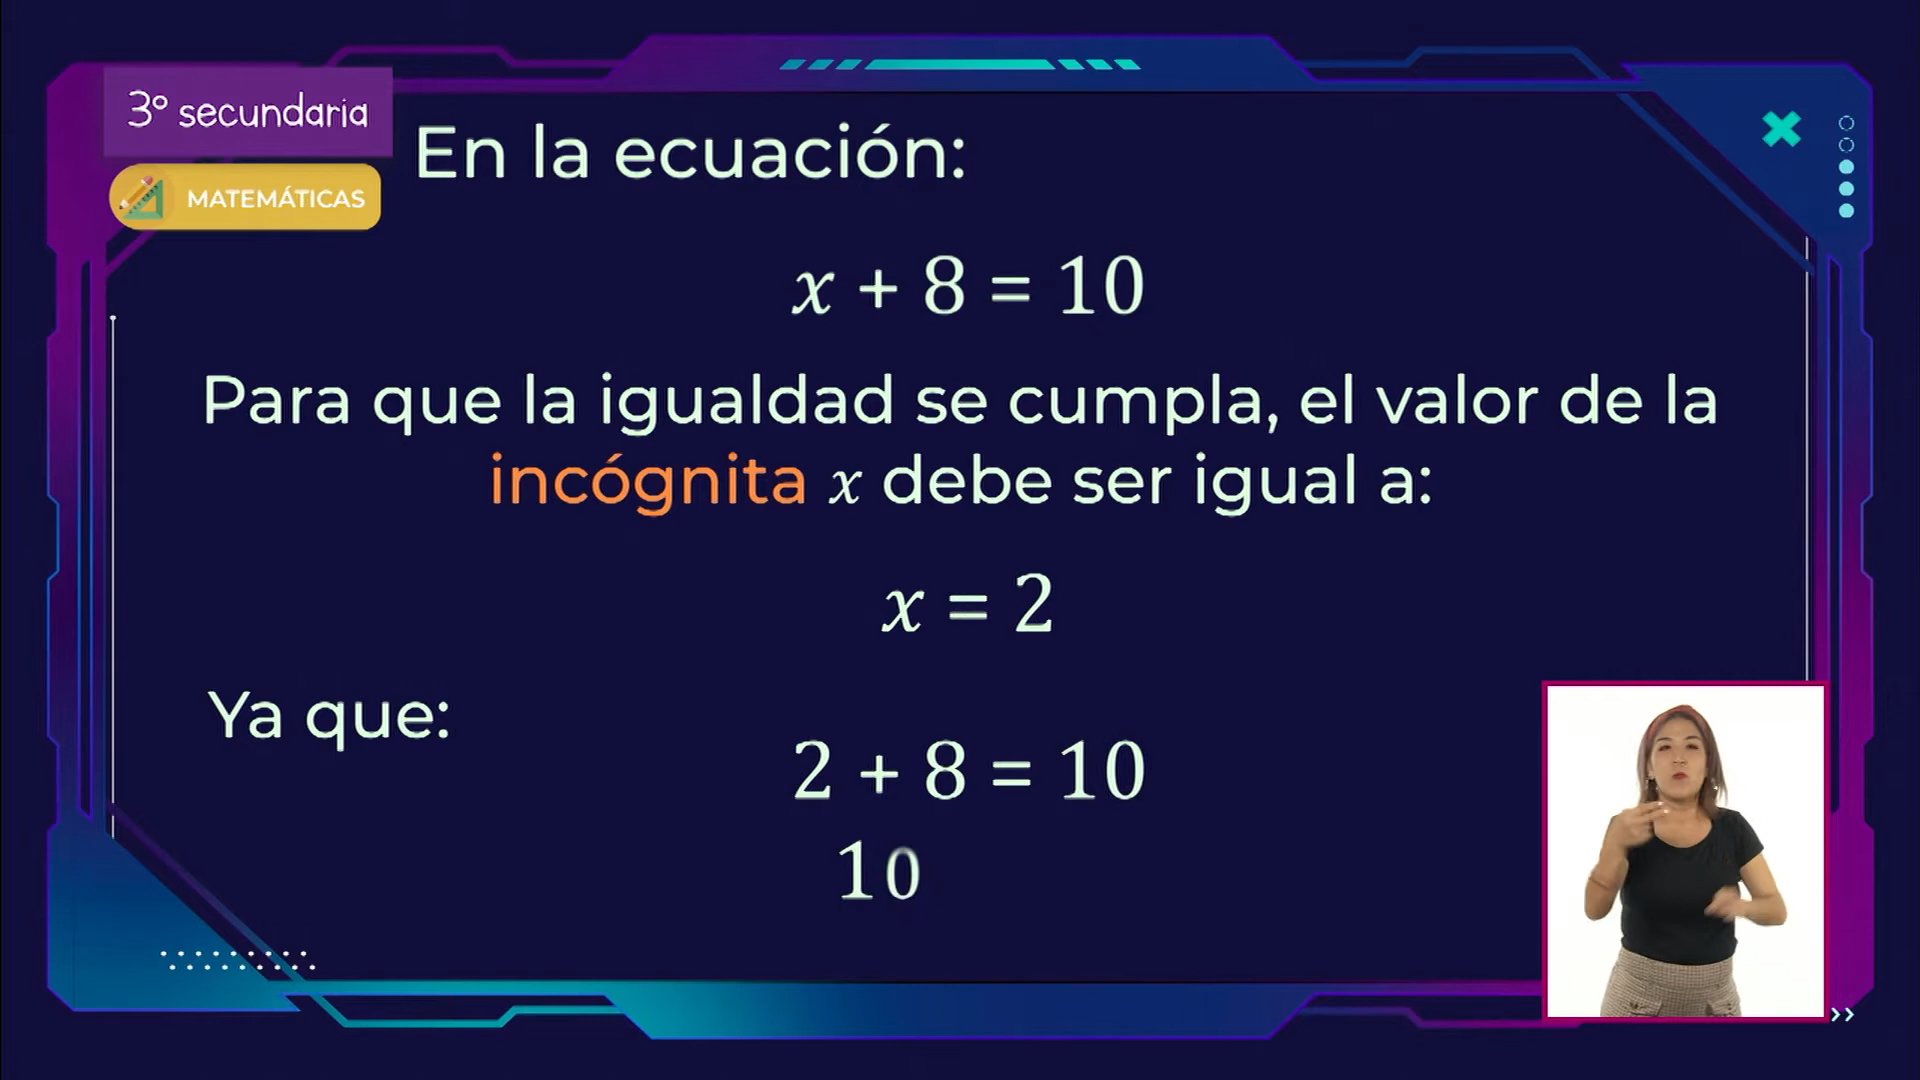 3° secundaria
MATEMÁTICAS
En la ecuación:
x + 8 = 10
Para que la igualdad se cumpla, el valor de la
incógnita x debe ser igual a:
x = 2
Ya que:
2 + 8 = 10
10